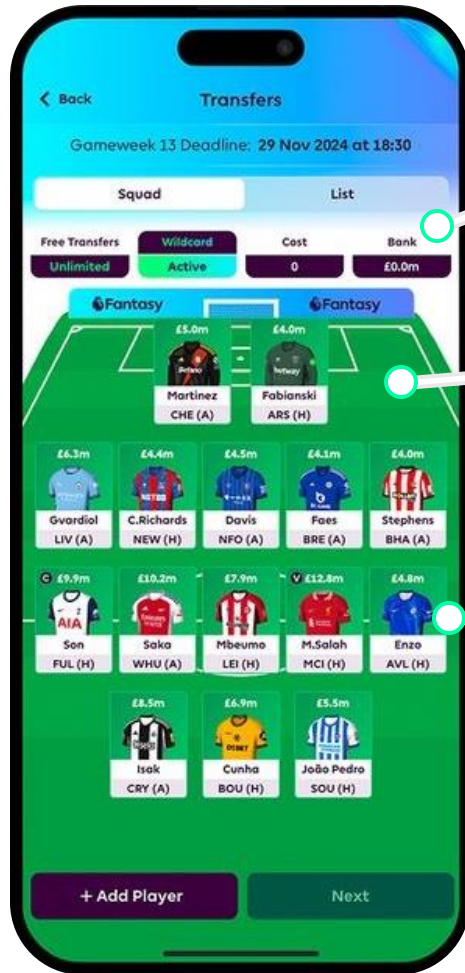 Back Transfers
Gameweek 13 Deadline: 29 Nov 2024 at 18:30
Squad List
Free Transfers Wildcard Cost Bank
Unlimited Active 0 £0.0m
Fantasy Fantasy
£5.0m £4.0m
Betano betway
Martinez Fabianski
CHE (A) ARS (H)
£6.3m £4.4m £4.5m £4.1m £4.0m
Gvardiol C.Richards Davis Faes Stephens
LIV (A) NEW (H) NFO (A) BRE (A) BHA (A)
C £9.9m £10.2m £7.9m V £12.8m £4.8m
AIA
Son Saka Mbeumo M.Salah Enzo
FUL (H) WHU (A) LEI (H) MCI (H) AVL (H)
£8.5m £6.9m £5.5m
Isak Cunha João Pedro
CRY (A) BOU (H) SOU (H)
+ Add Player Next